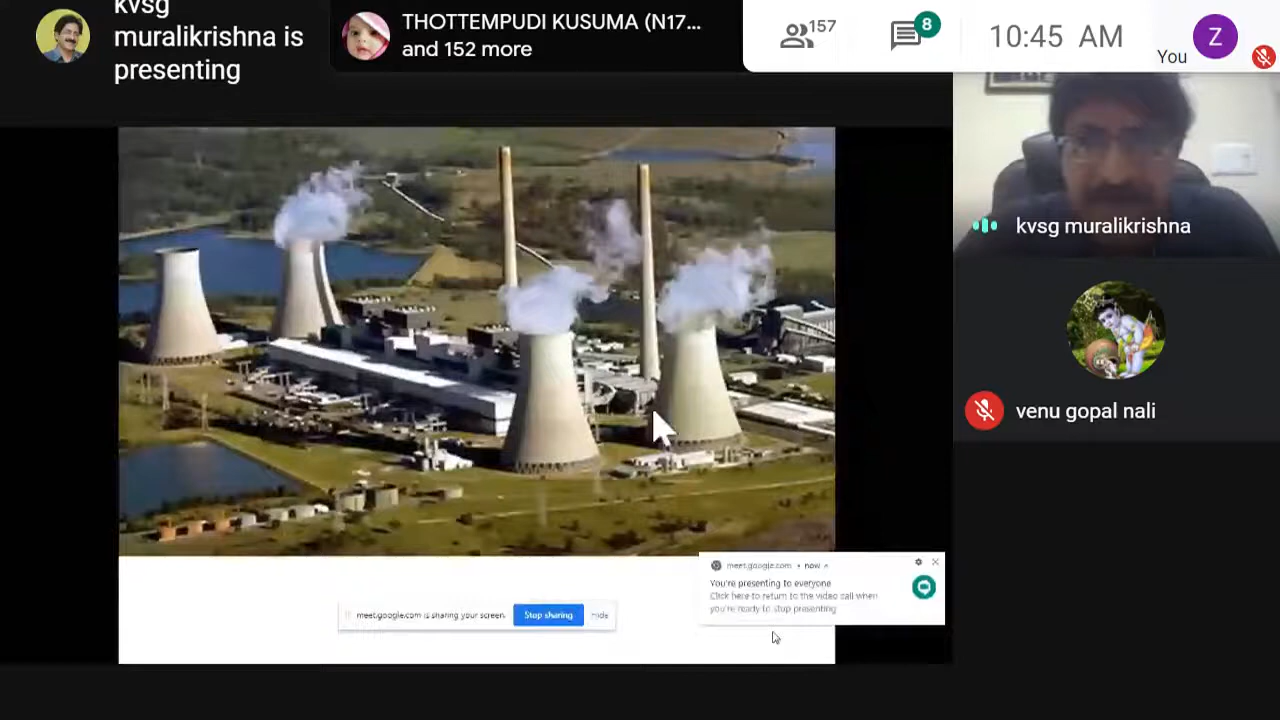 kvsg
muralikrishna is
presenting
THOTTEMPUDI KUSUMA (N17...
and 152 more
157
8
10:45 AM
You
Z
kvsg muralikrishna
venu gopal nali
meet.google.com • now
You're presenting to everyone
Click here to return to the video call when
you're ready to stop presenting
meet.google.com is sharing your screen.
Stop sharing
Hide